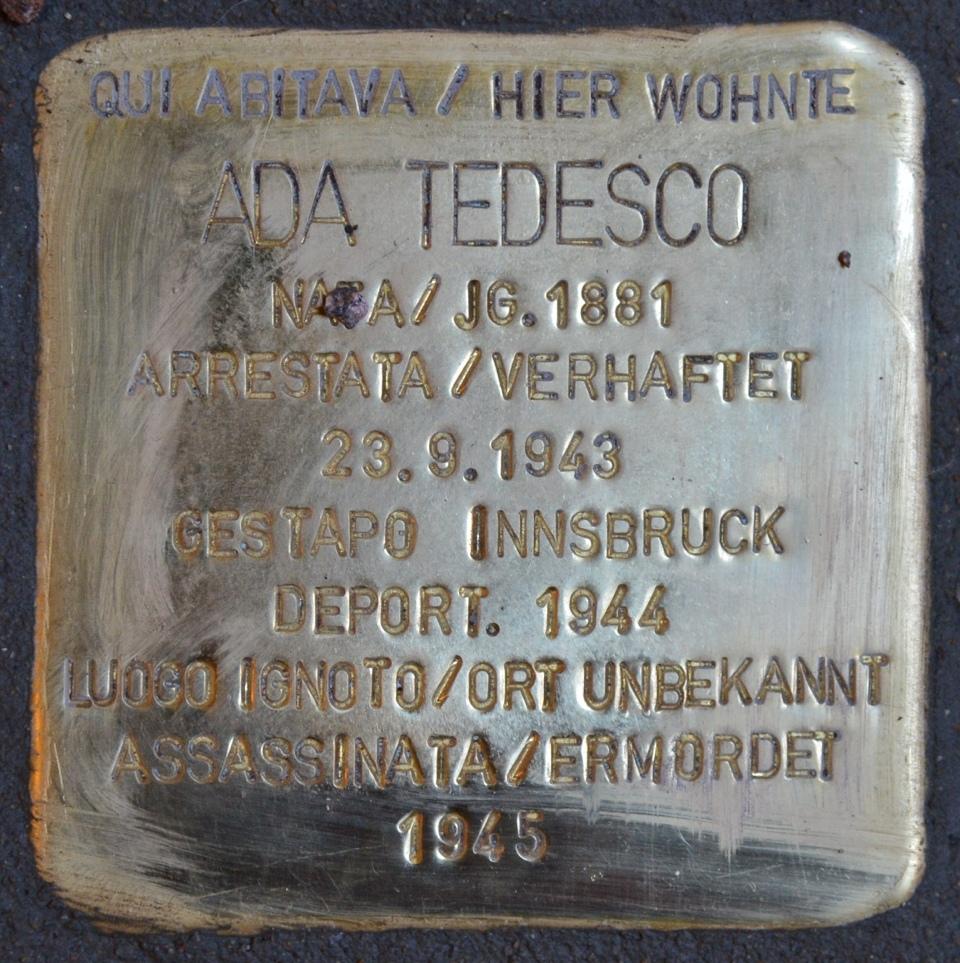 QUI ABITAVA / HIER WOHNTE
ADA TEDESCO
NATA / JG. 1881
ARRESTATA / VERHAFTET
23.9.1943
GESTAPO INNSBRUCK
DEPORT. 1944
LUOGO IGNOTO / ORT UNBEKANNT
ASSASSINATA / ERMORDET
1945